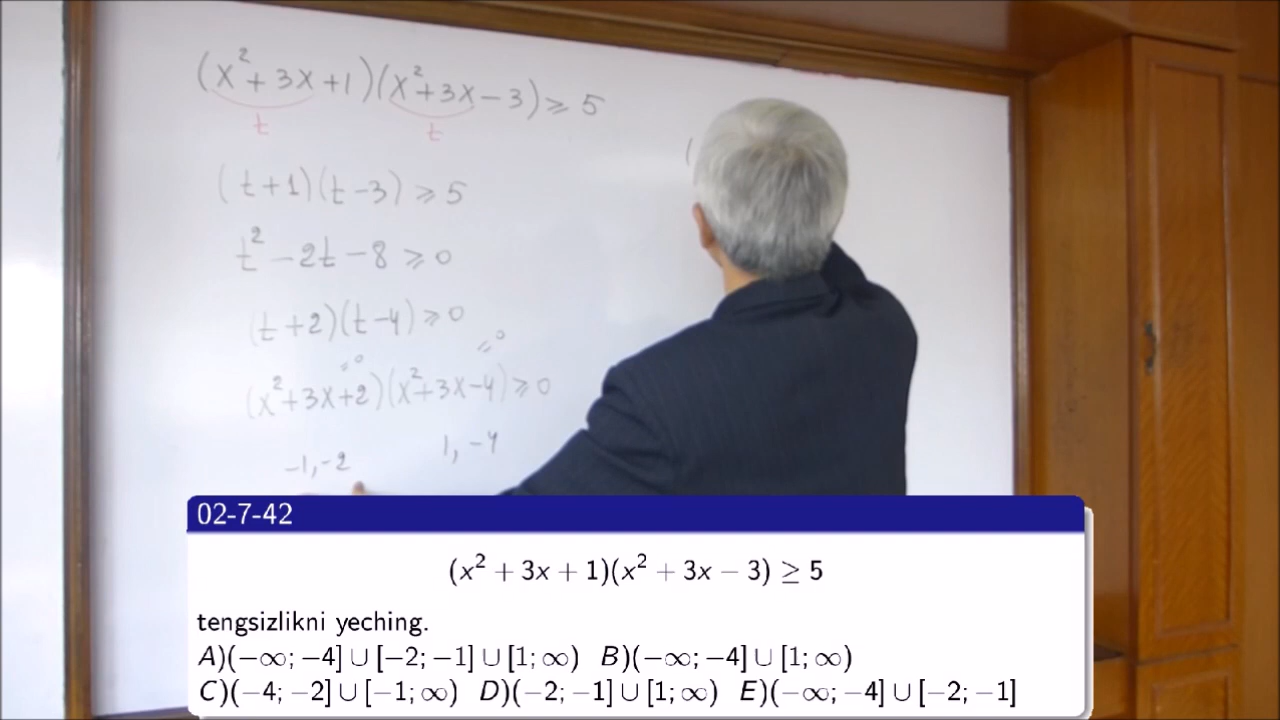 (x² + 3x + 1)(x² + 3x − 3) ⩾ 5
t t
(t + 1)(t − 3) ⩾ 5
t² − 2t − 8 ⩾ 0
(t + 2)(t − 4) ⩾ 0
= 0 = 0
(x² + 3x + 2)(x² + 3x − 4) ⩾ 0
−1, −2 1, −4
(
02-7-42
(x² + 3x + 1)(x² + 3x − 3) ≥ 5
tengsizlikni yeching.
A)(−∞; −4] ∪ [−2; −1] ∪ [1; ∞) B)(−∞; −4] ∪ [1; ∞)
C)(−4; −2] ∪ [−1; ∞) D)(−2; −1] ∪ [1; ∞) E)(−∞; −4] ∪ [−2; −1]